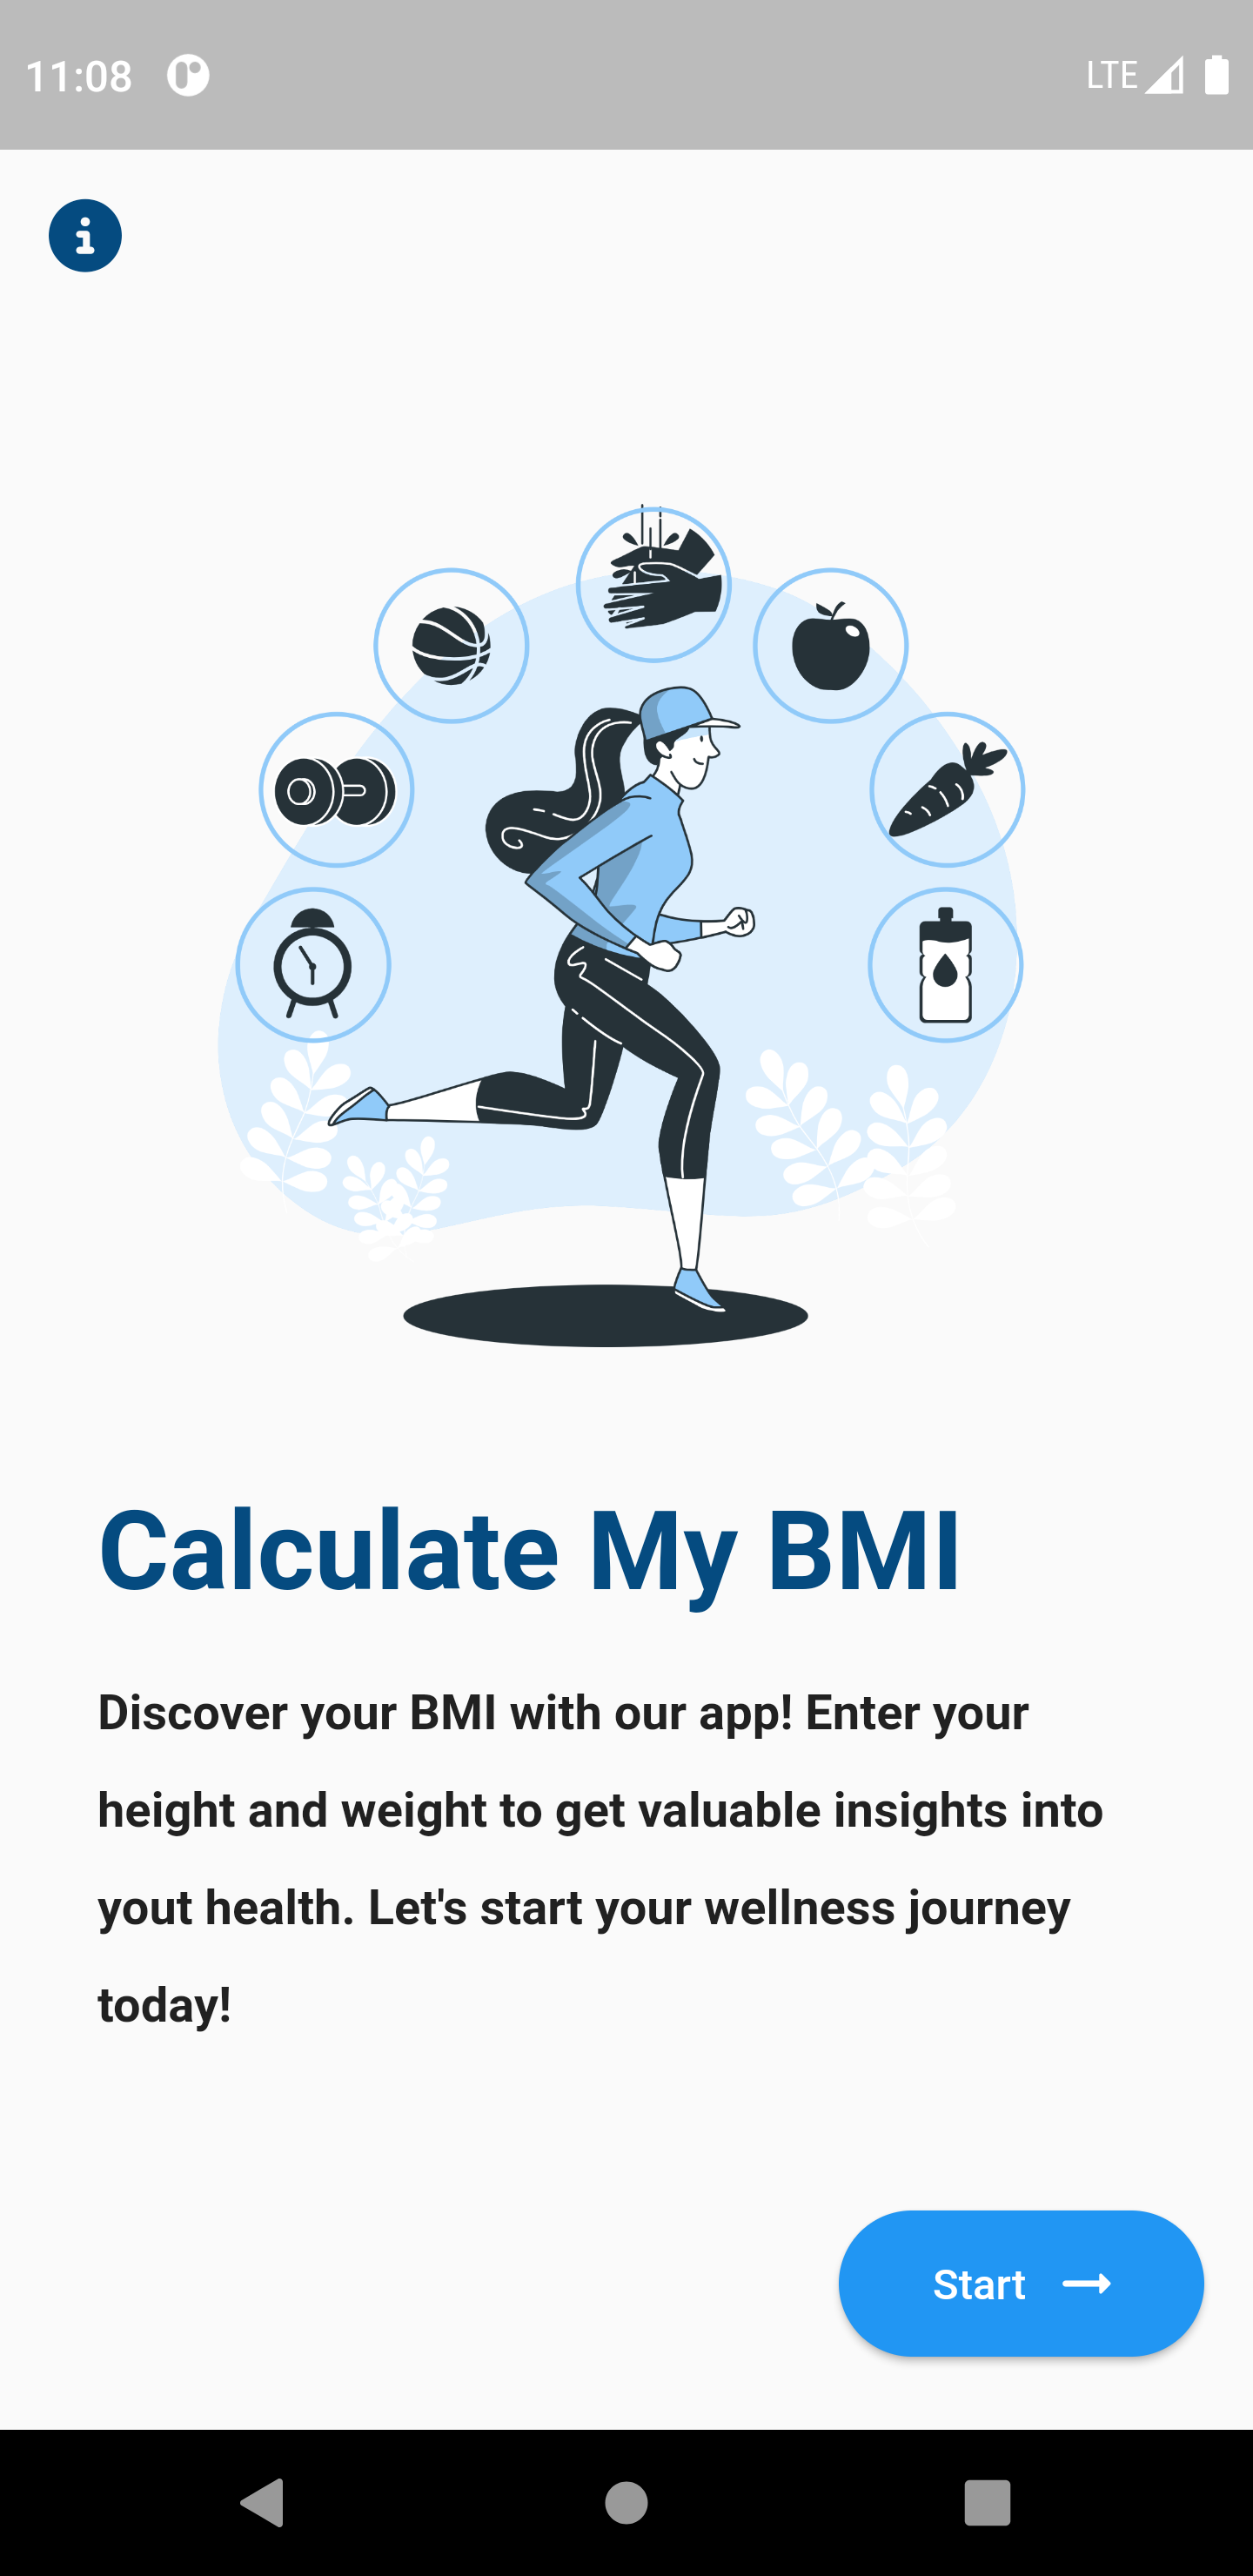 11:08
LTE
Calculate My BMI
Discover your BMI with our app! Enter your
height and weight to get valuable insights into
yout health. Let's start your wellness journey
today!
Start